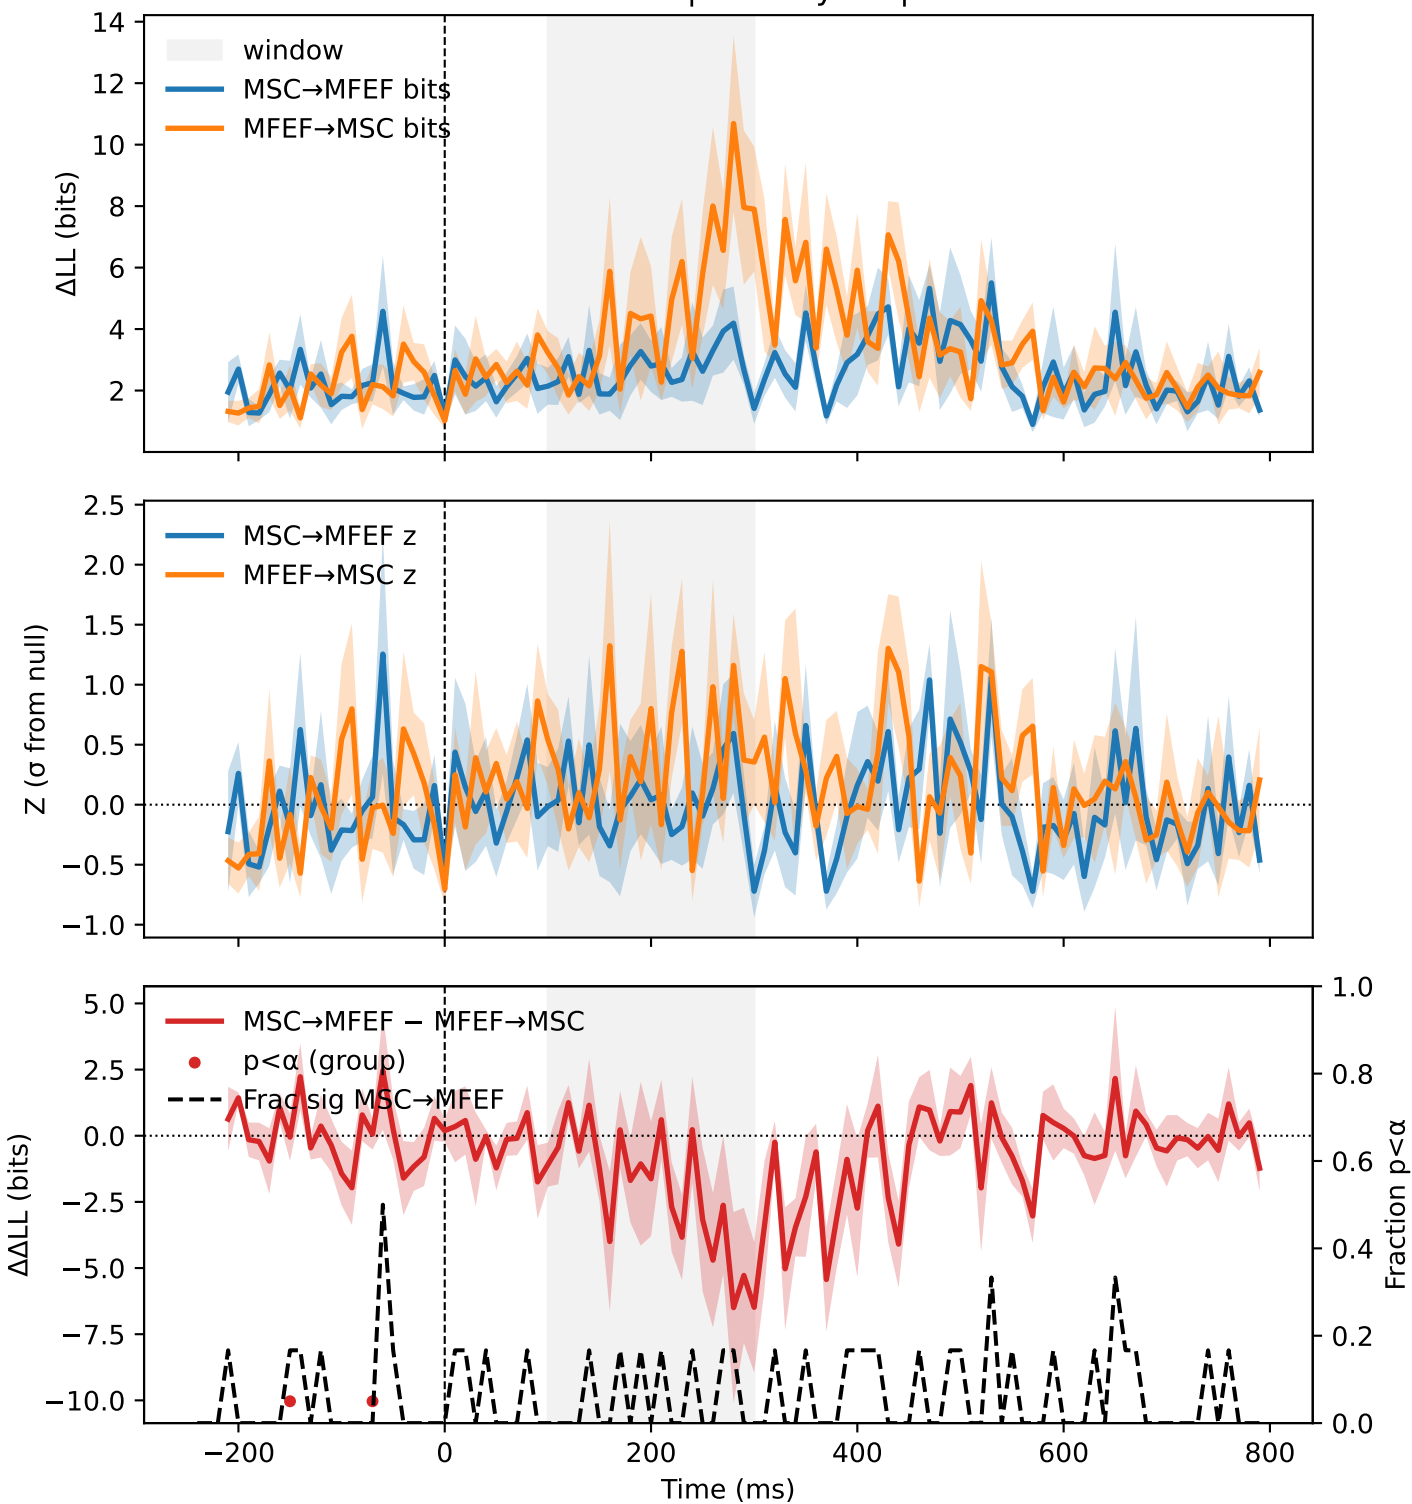 14
12
10
8
6
4
2
ΔLL (bits)
window
MSC→MFEF bits
MFEF→MSC bits
2.5
2.0
1.5
1.0
0.5
0.0
−0.5
−1.0
Z (σ from null)
MSC→MFEF z
MFEF→MSC z
5.0
2.5
0.0
−2.5
−5.0
−7.5
−10.0
ΔΔLL (bits)
MSC→MFEF − MFEF→MSC
p<α (group)
Frac sig MSC→MFEF
1.0
0.8
0.6
0.4
0.2
0.0
Fraction p<α
−200 0 200 400 600 800
Time (ms)